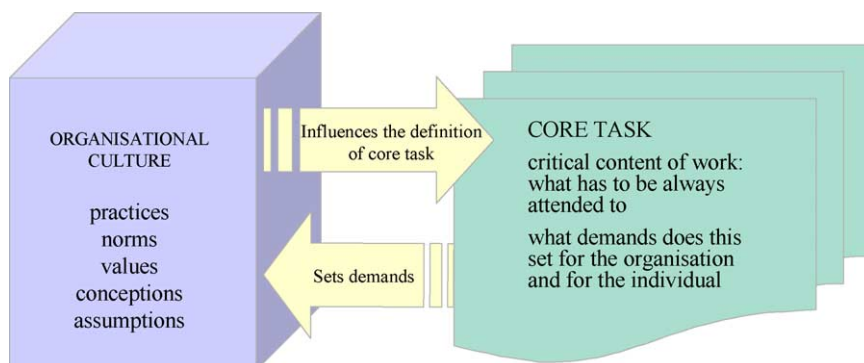 ORGANISATIONAL
CULTURE
practices
norms
values
conceptions
assumptions
Influences the definition
of core task
Sets demands
CORE TASK
critical content of work:
what has to be always
attended to
what demands does this
set for the organisation
and for the individual